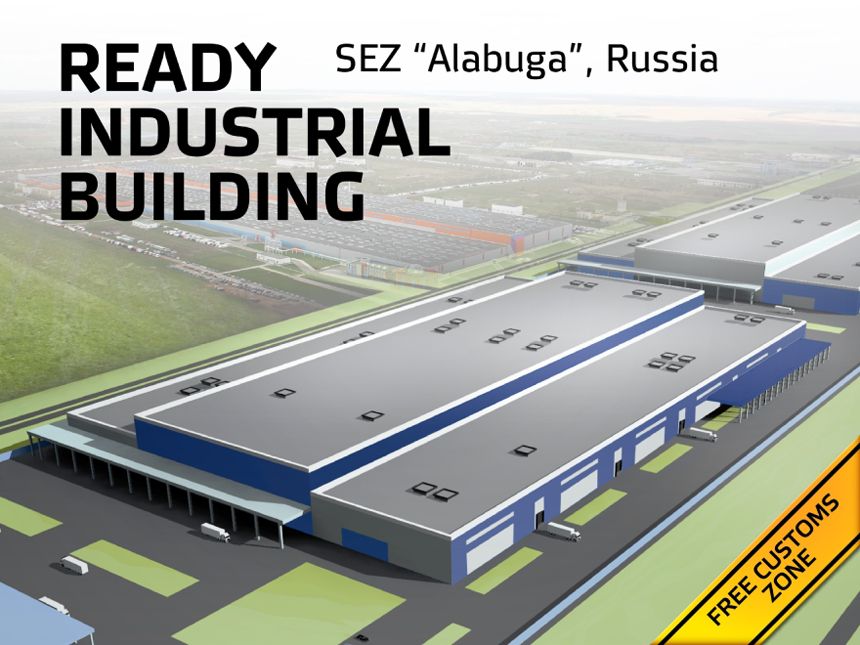 READY
INDUSTRIAL
BUILDING
SEZ “Alabuga”, Russia
FREE CUSTOMS
ZONE